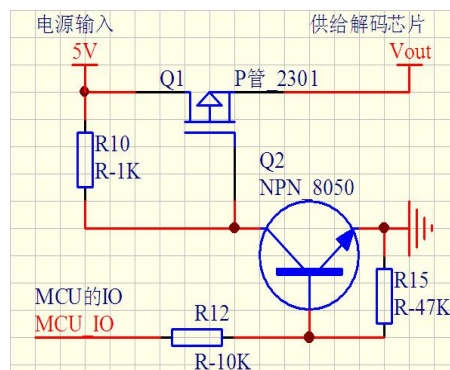 电源输入
供给解码芯片
5V
Vout
Q1
P管_2301
R10
R-1K
Q2
NPN_8050
R15
R-47K
MCU的IO
MCU_IO
R12
R-10K